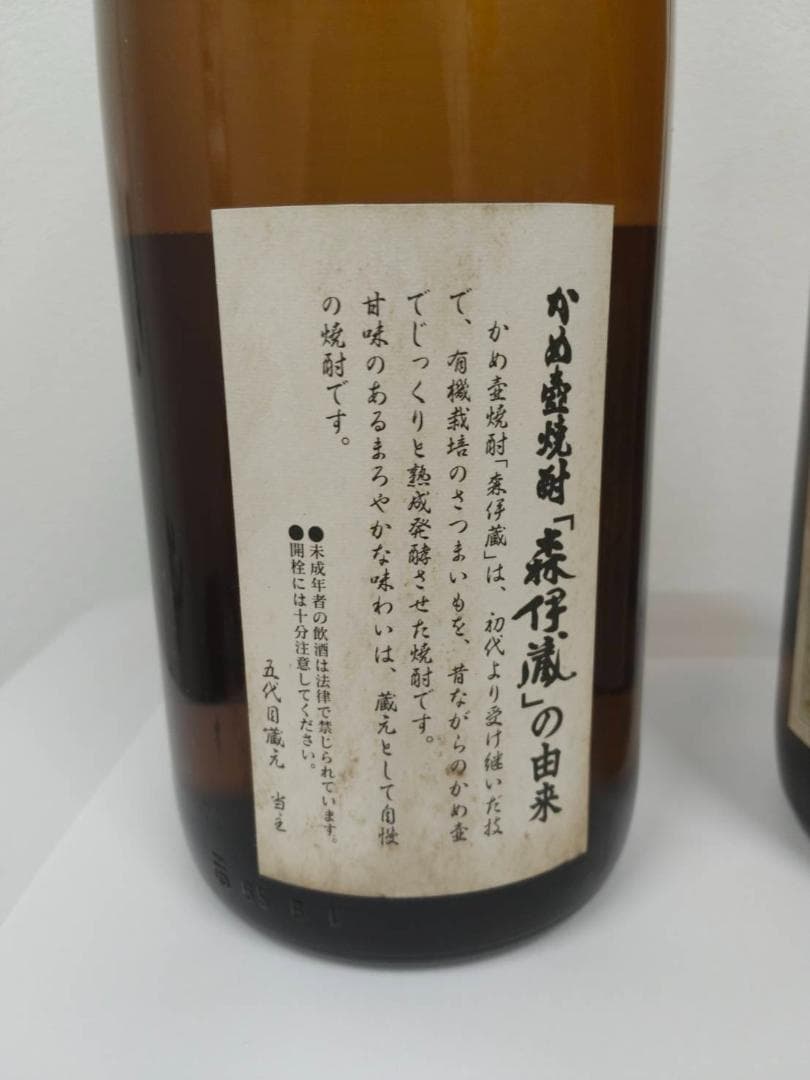 かめ壺焼酎「森伊蔵」の由来
かめ壺焼酎「森伊蔵」は、初代より受け継いだ技
で、有機栽培のさつまいもを、昔ながらのかめ壺
でじっくりと熟成発酵させた焼酎です。
甘味のあるまろやかな味わいは、蔵元として自慢
の焼酎です。
●未成年者の飲酒は法律で禁じられています。
●開栓には十分注意してください。
五代目蔵元 当主